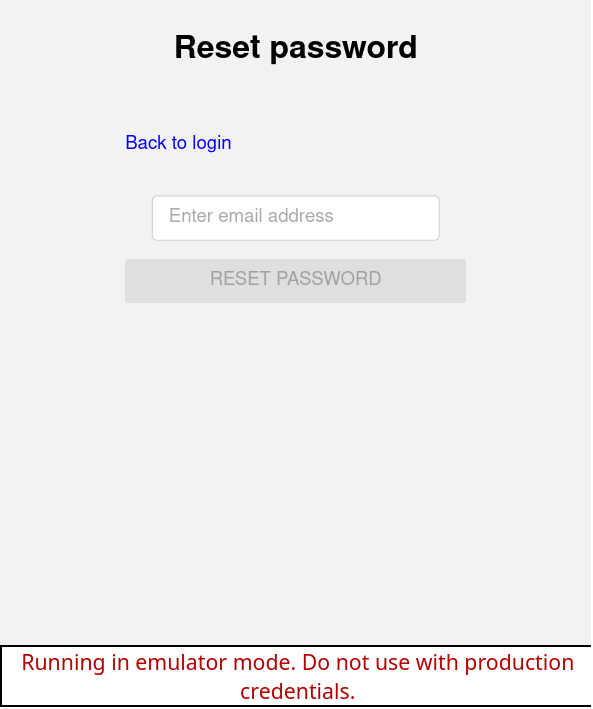 Reset password
Back to login
Enter email address
RESET PASSWORD
Running in emulator mode. Do not use with production
credentials.